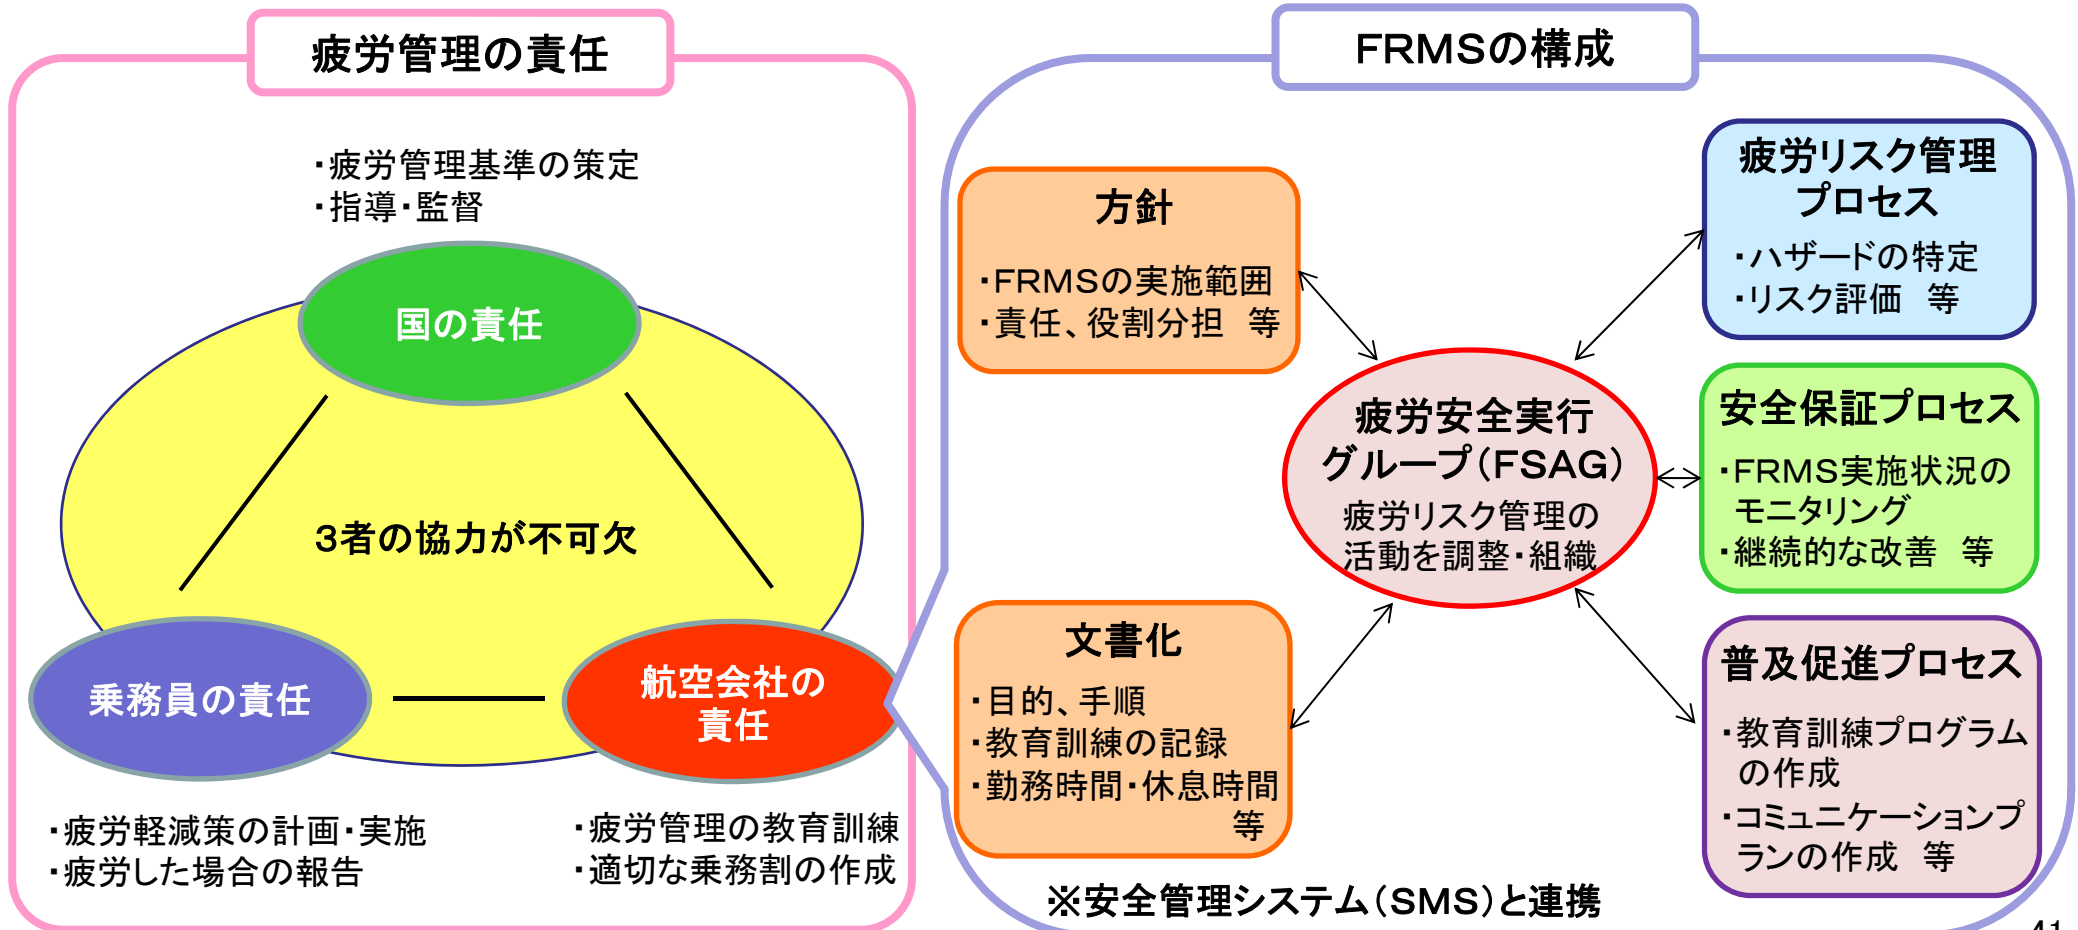 疲労管理の責任
・疲労管理基準の策定
・指導・監督
国の責任
3者の協力が不可欠
乗務員の責任
航空会社の
責任
・疲労軽減策の計画・実施
・疲労した場合の報告
・疲労管理の教育訓練
・適切な乗務割の作成
FRMSの構成
方針
・FRMSの実施範囲
・責任、役割分担　等
疲労リスク管理
プロセス
・ハザードの特定
・リスク評価　等
疲労安全実行
グループ（FSAG）
疲労リスク管理の
活動を調整・組織
安全保証プロセス
・FRMS実施状況の
モニタリング
・継続的な改善　等
文書化
・目的、手順
・教育訓練の記録
・勤務時間・休息時間
等
普及促進プロセス
・教育訓練プログラム
の作成
・コミュニケーションプ
ランの作成　等
※安全管理システム（SMS）と連携
41